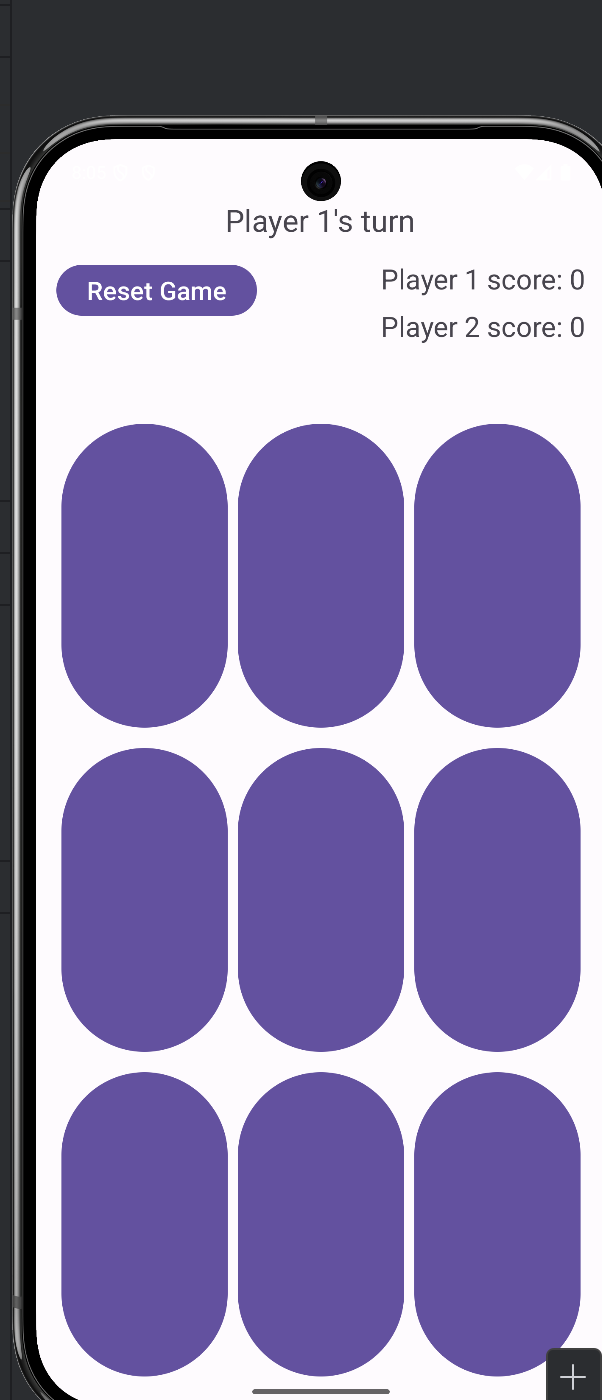 Player 1's turn
Reset Game
Player 1 score: 0
Player 2 score: 0